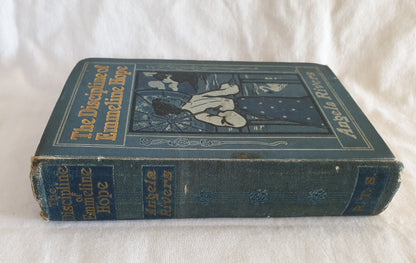 The Discipline of
Emmeline Hope
Angela Rivers
The
Discipline
of
Emmeline
Hope
Angela
Rivers
R.T.S.